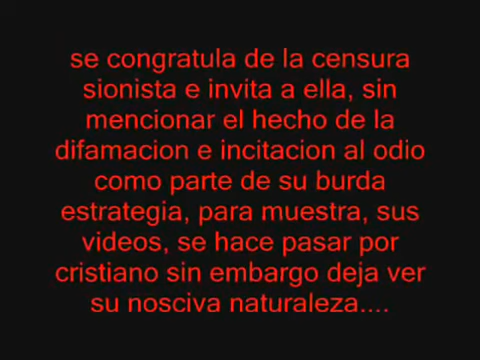 se congratula de la censura
sionista e invita a ella, sin
mencionar el hecho de la
difamacion e incitacion al odio
como parte de su burda
estrategia, para muestra, sus
videos, se hace pasar por
cristiano sin embargo deja ver
su nosciva naturaleza....